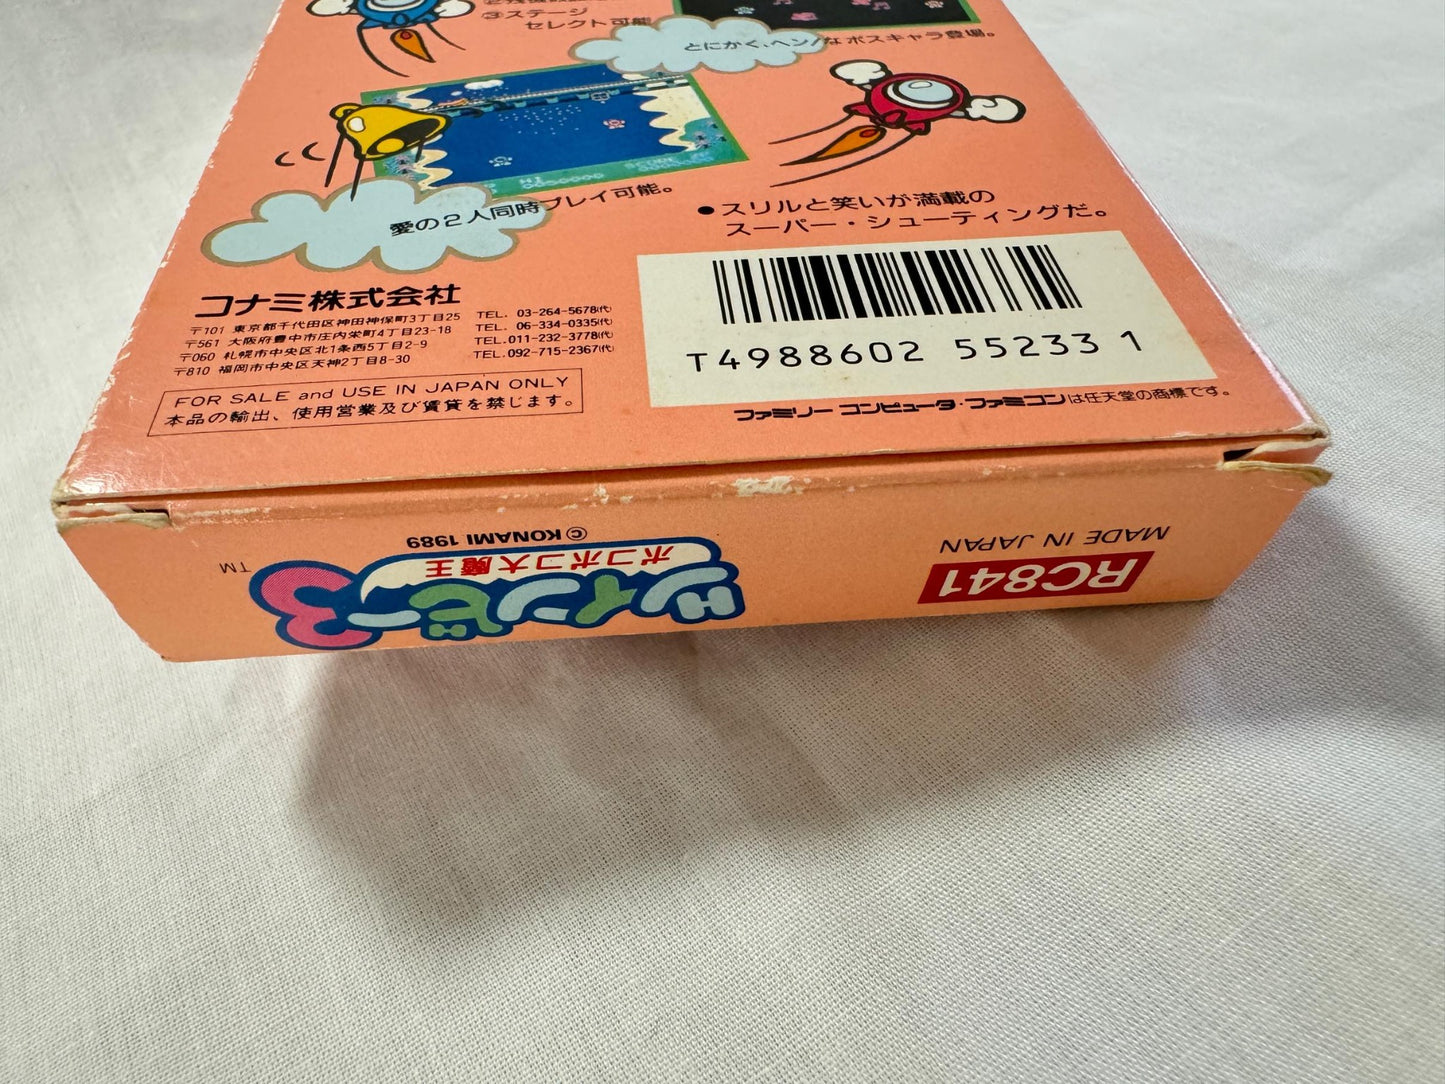 ③ステージ
セレクト可能
とにかく、ヘン!なボスキャラ登場。
HI
SCORE
愛の2人同時プレイ可能。
●スリルと笑いが満載の
スーパー・シューティングだ。
コナミ株式会社
〒101 東京都千代田区神田神保町3丁目25 TEL. 03-264-5678(代)
〒561 大阪府豊中市庄内栄町4丁目23-18 TEL. 06-334-0335(代)
〒060 札幌市中央区北1条西5丁目2-9 TEL.011-232-3778(代)
〒810 福岡市中央区天神2丁目8-30 TEL.092-715-2367(代)
FOR SALE and USE IN JAPAN ONLY
本品の輸出、使用営業及び賃貸を禁じます。
T4988602 55233 1
ファミリー コンピュータ・ファミコンは任天堂の商標です。
RC841
MADE IN JAPAN
ツインビー3
ポコポコ大魔王
TM
© KONAMI 1989